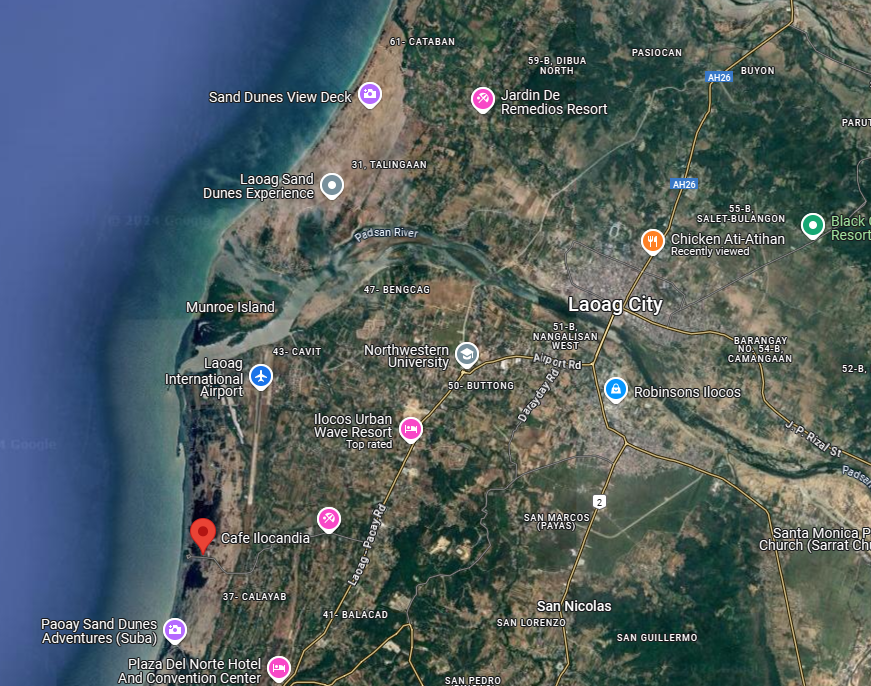 61- CATABAN
59-B, DIBUA
NORTH
PASIOCAN
AH26
BUYON
Sand Dunes View Deck
Jardin De
Remedios Resort
31, TALINGAAN
Laoag Sand
Dunes Experience
AH26
55-B,
SALET-BULANGON
Padsan River
Chicken Ati-Atihan
Recently viewed
Black
Resort
© 2024 Google
47- BENGCAG
Munroe Island
Laoag City
51-B,
NANGALISAN
WEST
43- CAVIT
Northwestern
University
Airport Rd
BARANGAY
NO. 54-B,
CAMANGAAN
52-B,
Laoag
International
Airport
50- BUTTONG
Darayday Rd
Robinsons Ilocos
Ilocos Urban
Wave Resort
Top rated
J. P. Rizal St
Google
2
Laoag - Paoay Rd
SAN MARCOS
(PAYAS)
Cafe Ilocandia
Santa Monica P
Church (Sarrat Chu
37- CALAYAB
41- BALACAD
San Nicolas
SAN LORENZO
Paoay Sand Dunes
Adventures (Suba)
SAN GUILLERMO
Plaza Del Norte Hotel
And Convention Center
SAN PEDRO